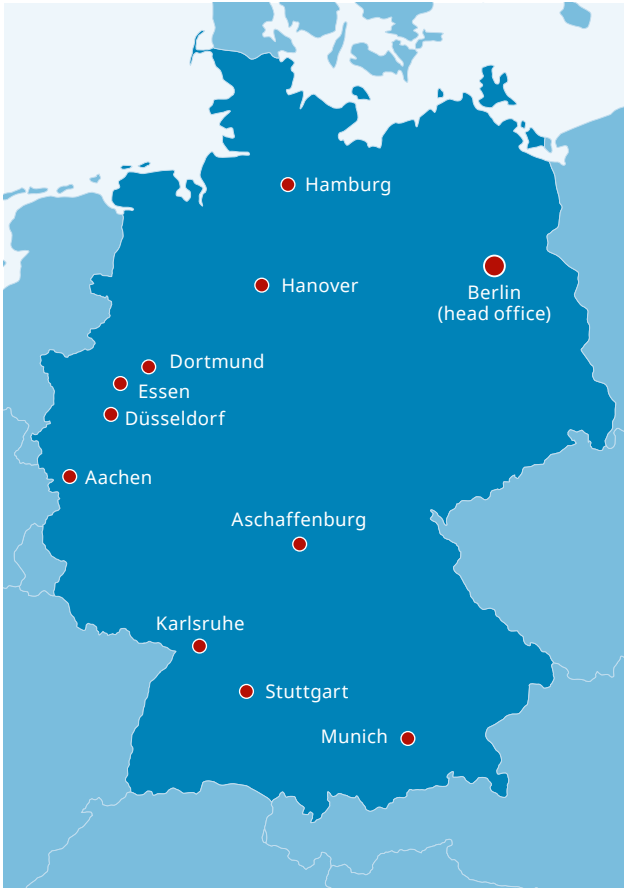 Hamburg
Hanover
Berlin
(head office)
Dortmund
Essen
Düsseldorf
Aachen
Aschaffenburg
Karlsruhe
Stuttgart
Munich